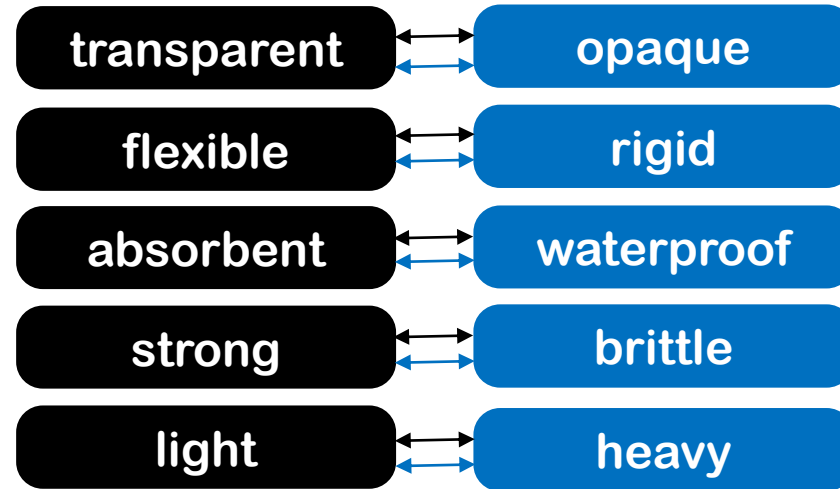 transparent opaque
flexible rigid
absorbent waterproof
strong brittle
light heavy